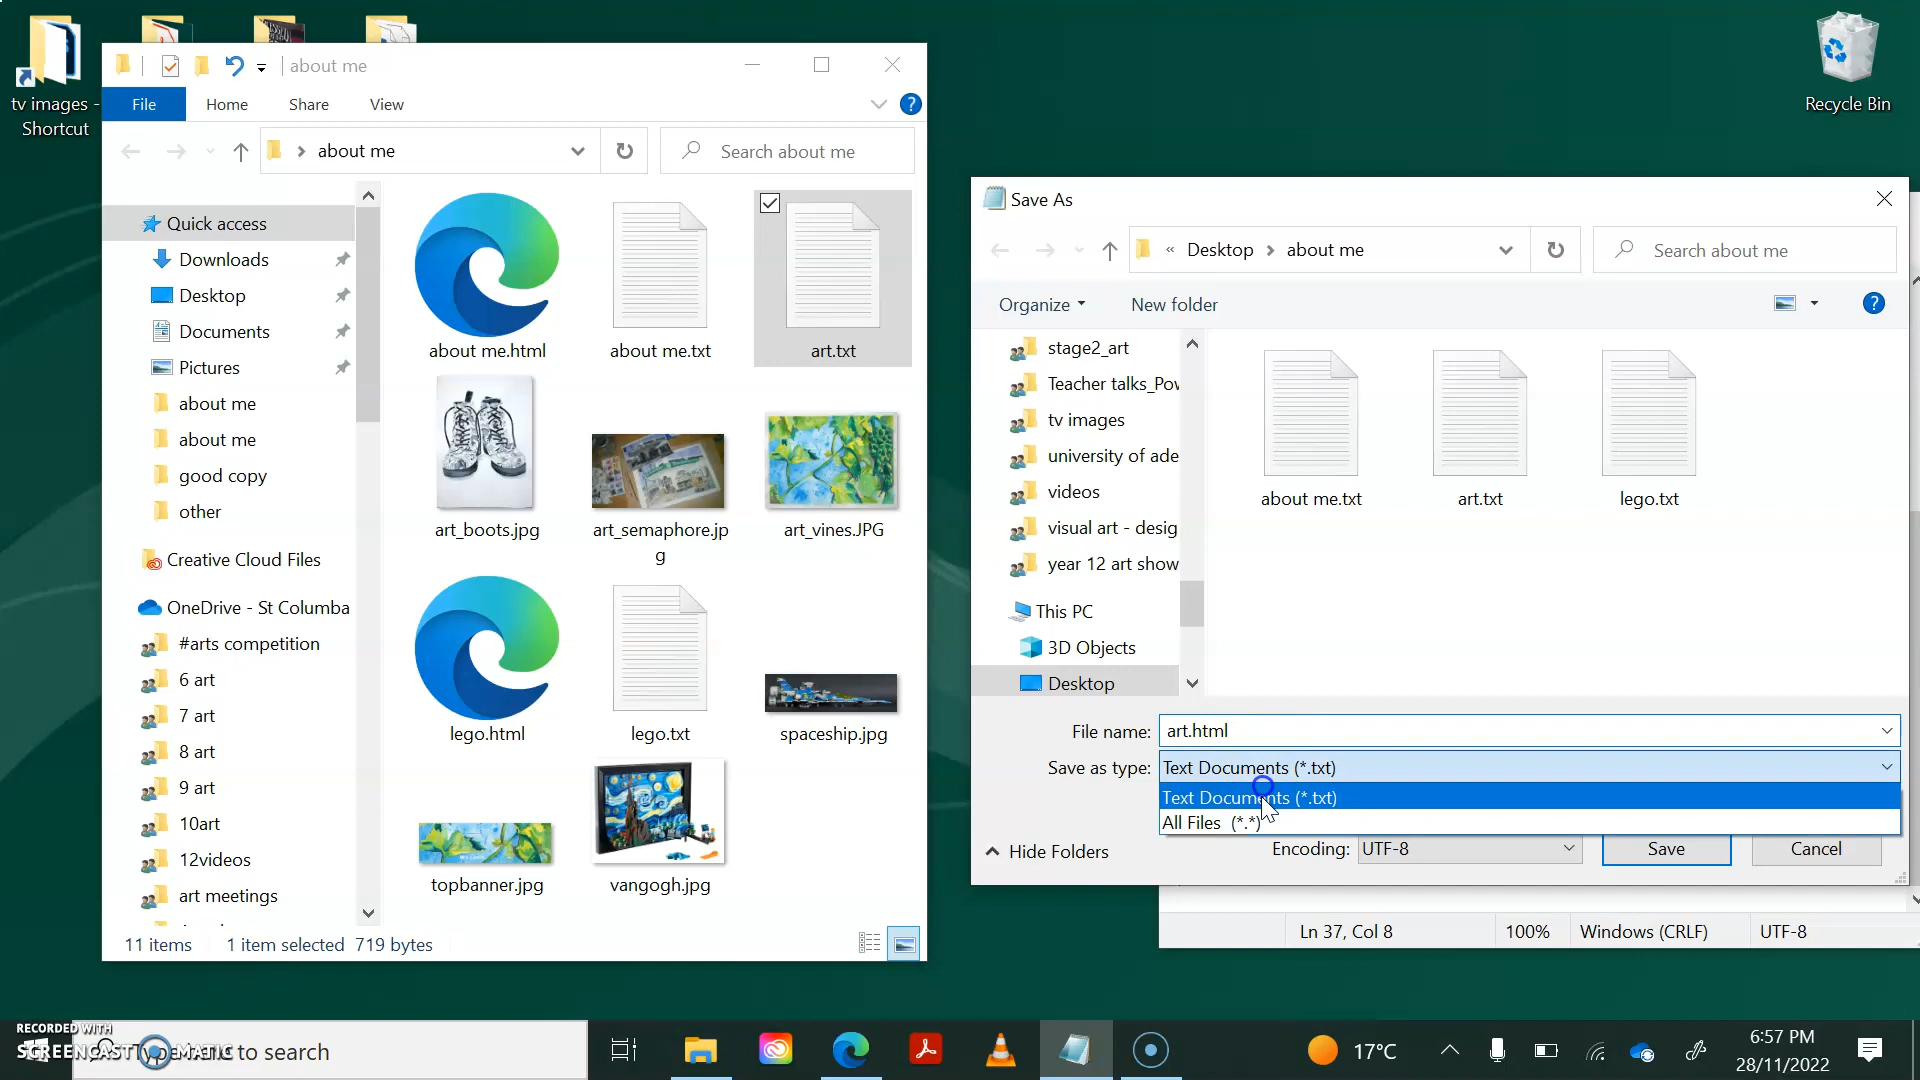 tv images -
Shortcut
Recycle Bin
about me
File
Home
Share
View
about me
Search about me
Quick access
Downloads
Desktop
Documents
Pictures
about me
about me
good copy
other
Creative Cloud Files
OneDrive - St Columba
#arts competition
6 art
7 art
8 art
9 art
10art
12videos
art meetings
about me.html
about me.txt
art.txt
art_boots.jpg
art_semaphore.jp
g
art_vines.JPG
lego.html
lego.txt
spaceship.jpg
topbanner.jpg
vangogh.jpg
11 items
1 item selected 719 bytes
Save As
« Desktop
about me
Search about me
Organize
New folder
stage2_art
Teacher talks_Pov
tv images
university of ade
videos
visual art - desig
year 12 art show
This PC
3D Objects
Desktop
about me.txt
art.txt
lego.txt
File name:
art.html
Save as type:
Text Documents (*.txt)
Text Documents (*.txt)
All Files (*.*)
Hide Folders
Encoding:
UTF-8
Save
Cancel
Ln 37, Col 8
100%
Windows (CRLF)
UTF-8
RECORDED WITH
SCREENCAST-O-MATIC
Type here to search
17°C
6:57 PM
28/11/2022